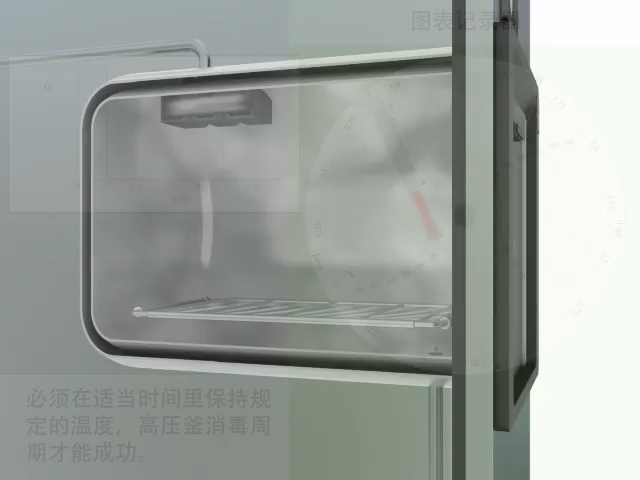 图表记录器
必须在适当时间里保持规
定的温度，高压釜消毒周
期才能成功。